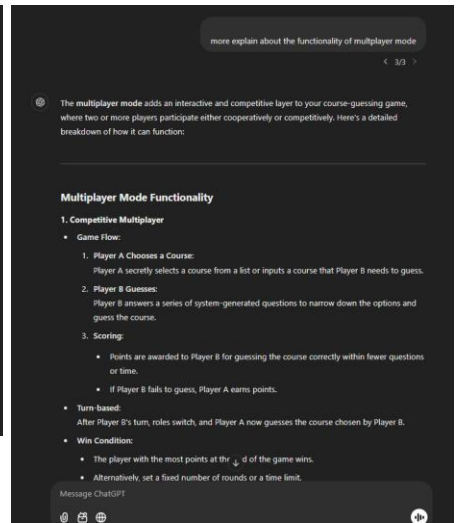 more explain about the functionality of multplayer mode
3/3
The multiplayer mode adds an interactive and competitive layer to your course-guessing game,
where two or more players participate either cooperatively or competitively. Here's a detailed
breakdown of how it can function:
Multiplayer Mode Functionality
1. Competitive Multiplayer
• Game Flow:
1. Player A Chooses a Course:
Player A secretly selects a course from a list or inputs a course that Player B needs to guess.
2. Player B Guesses:
Player B answers a series of system-generated questions to narrow down the options and
guess the course.
3. Scoring:
• Points are awarded to Player B for guessing the course correctly within fewer questions
or time.
• If Player B fails to guess, Player A earns points.
• Turn-based:
After Player B's turn, roles switch, and Player A now guesses the course chosen by Player B.
• Win Condition:
• The player with the most points at d of the game wins.
• Alternatively, set a fixed number of rounds or a time limit.
Message ChatGPT